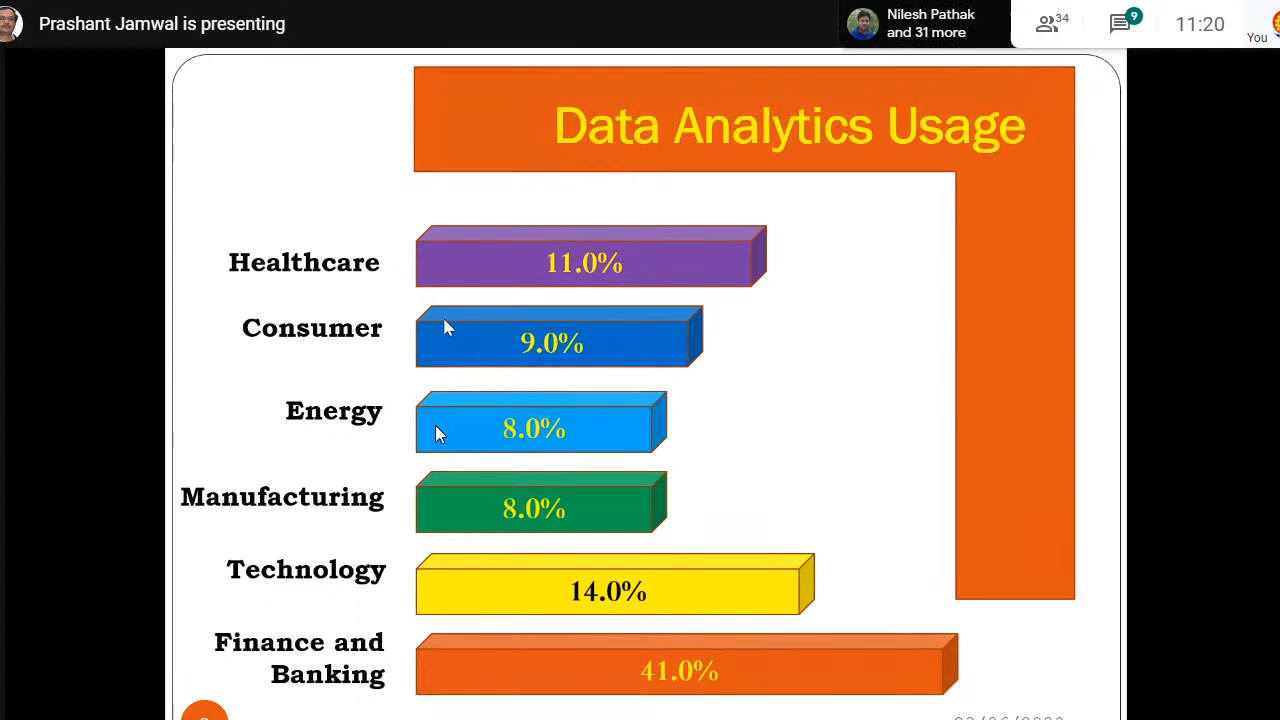 Prashant Jamwal is presenting
Nilesh Pathak
and 31 more
34
9
11:20
You
Data Analytics Usage
Healthcare
11.0%
Consumer
9.0%
Energy
8.0%
Manufacturing
8.0%
Technology
14.0%
Finance and
Banking
41.0%